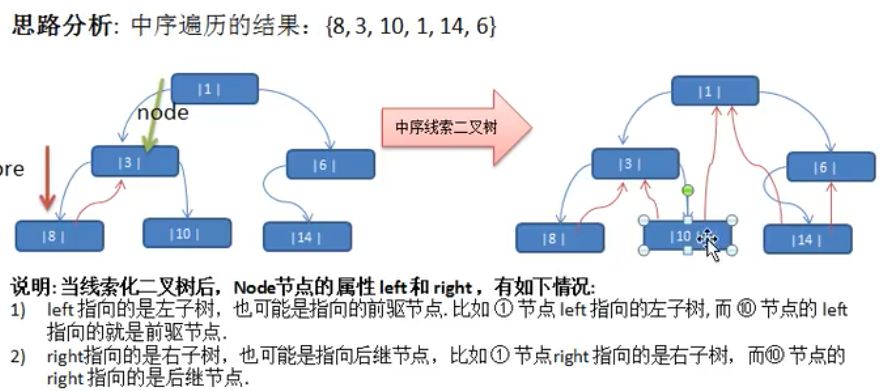 思路分析: 中序遍历的结果：{8, 3, 10, 1, 14, 6}
|1 |
node
|3 |
|6 |
ore
|8 |
|10 |
|14 |
中序线索二叉树
|1 |
|3 |
|6 |
|8 |
|10
|14 |
说明: 当线索化二叉树后，Node节点的属性 left 和 right ，有如下情况:
1) left 指向的是左子树，也可能是指向的前驱节点. 比如 ① 节点 left 指向的左子树, 而 ⑩ 节点的 left
指向的就是前驱节点.
2) right指向的是右子树，也可能是指向后继节点，比如 ① 节点right 指向的是右子树，而⑩ 节点的
right 指向的是后继节点.